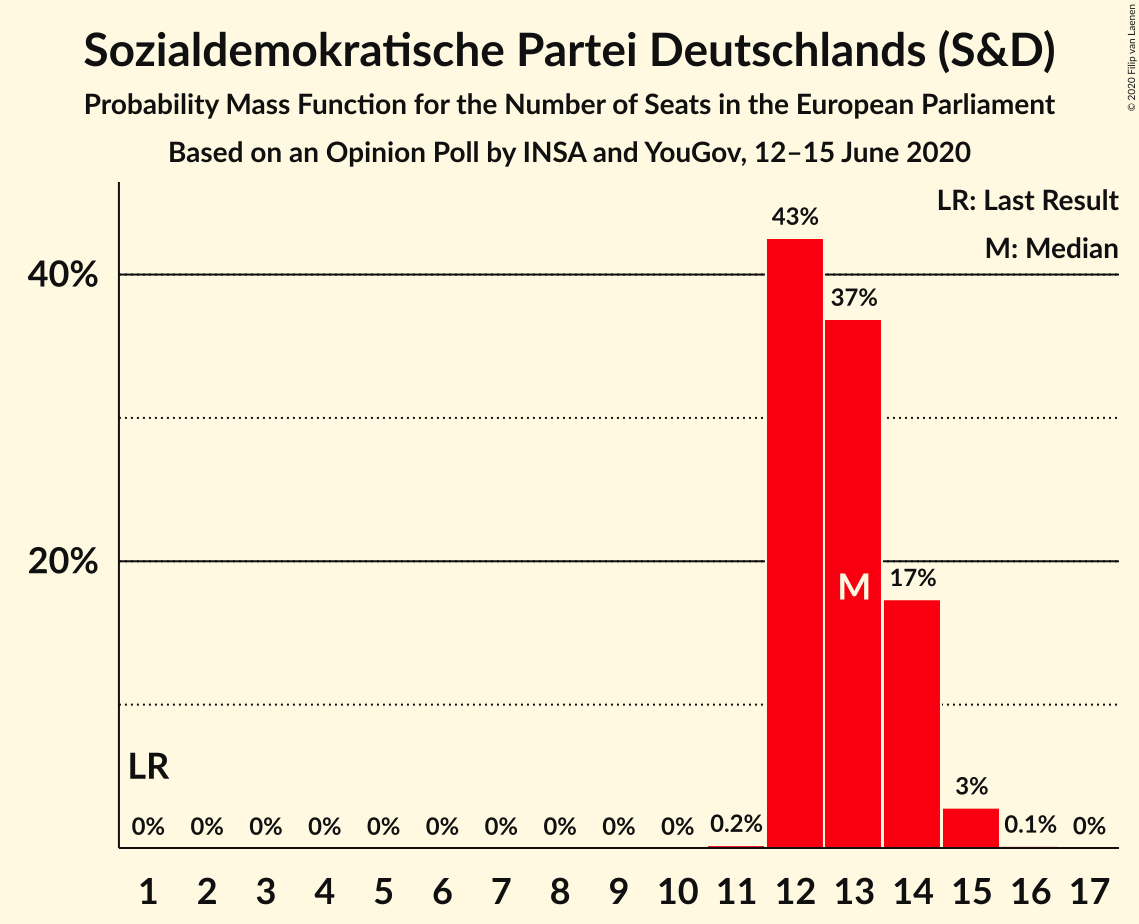 Sozialdemokratische Partei Deutschlands (S&D)
Probability Mass Function for the Number of Seats in the European Parliament
Based on an Opinion Poll by INSA and YouGov, 12–15 June 2020
© 2020 Filip van Laenen
LR: Last Result
M: Median
43%
40%
37%
20%
17%
M
LR
3%
0% 0% 0% 0% 0% 0% 0% 0% 0% 0% 0.2% 0.1% 0%
1 2 3 4 5 6 7 8 9 10 11 12 13 14 15 16 17